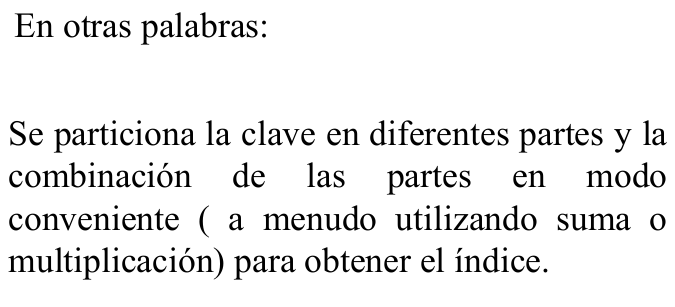 En otras palabras:
Se particiona la clave en diferentes partes y la
combinación de las partes en modo
conveniente ( a menudo utilizando suma o
multiplicación) para obtener el índice.